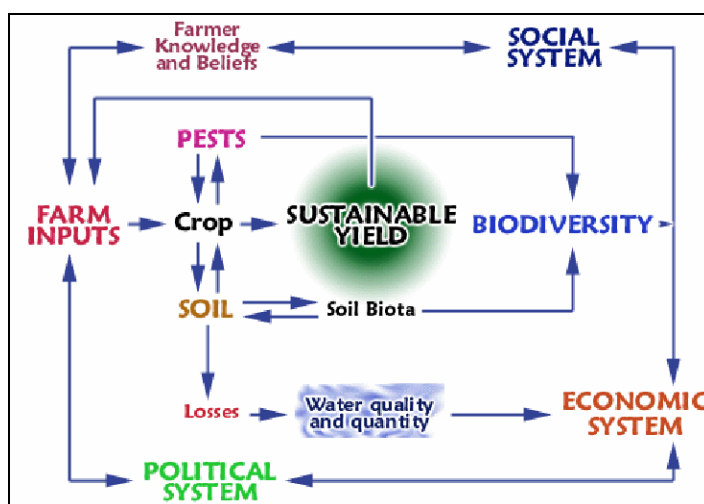 Farmer
Knowledge
and Beliefs
SOCIAL
SYSTEM
PESTS
FARM
INPUTS
Crop
SUSTAINABLE
YIELD
BIODIVERSITY
SOIL
Soil Biota
Losses
Water quality
and quantity
ECONOMIC
SYSTEM
POLITICAL
SYSTEM